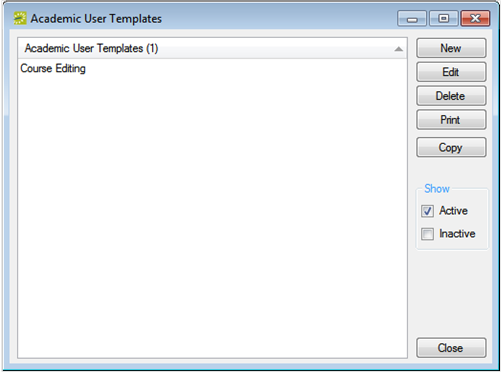 Academic User Templates
Academic User Templates (1)
Course Editing
New
Edit
Delete
Print
Copy
Show
Active
Inactive
Close